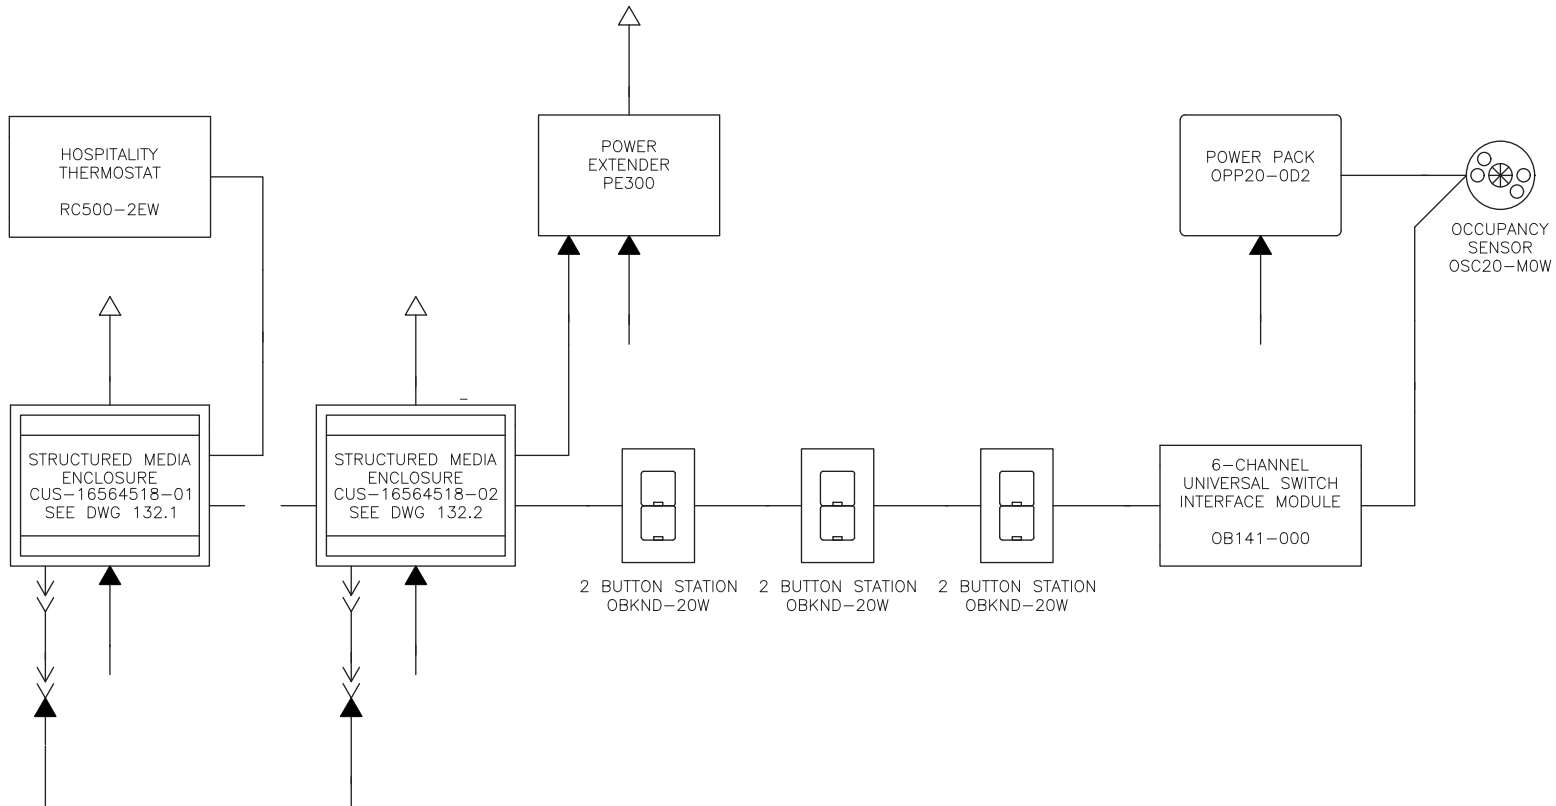 HOSPITALITY
THERMOSTAT
RC500-2EW
POWER
EXTENDER
PE300
POWER PACK
OPP20-0D2
OCCUPANCY
SENSOR
OSC20-M0W
STRUCTURED MEDIA
ENCLOSURE
CUS-16564518-01
SEE DWG 132.1
STRUCTURED MEDIA
ENCLOSURE
CUS-16564518-02
SEE DWG 132.2
2 BUTTON STATION
OBKND-20W
2 BUTTON STATION
OBKND-20W
2 BUTTON STATION
OBKND-20W
6-CHANNEL
UNIVERSAL SWITCH
INTERFACE MODULE
OB141-000